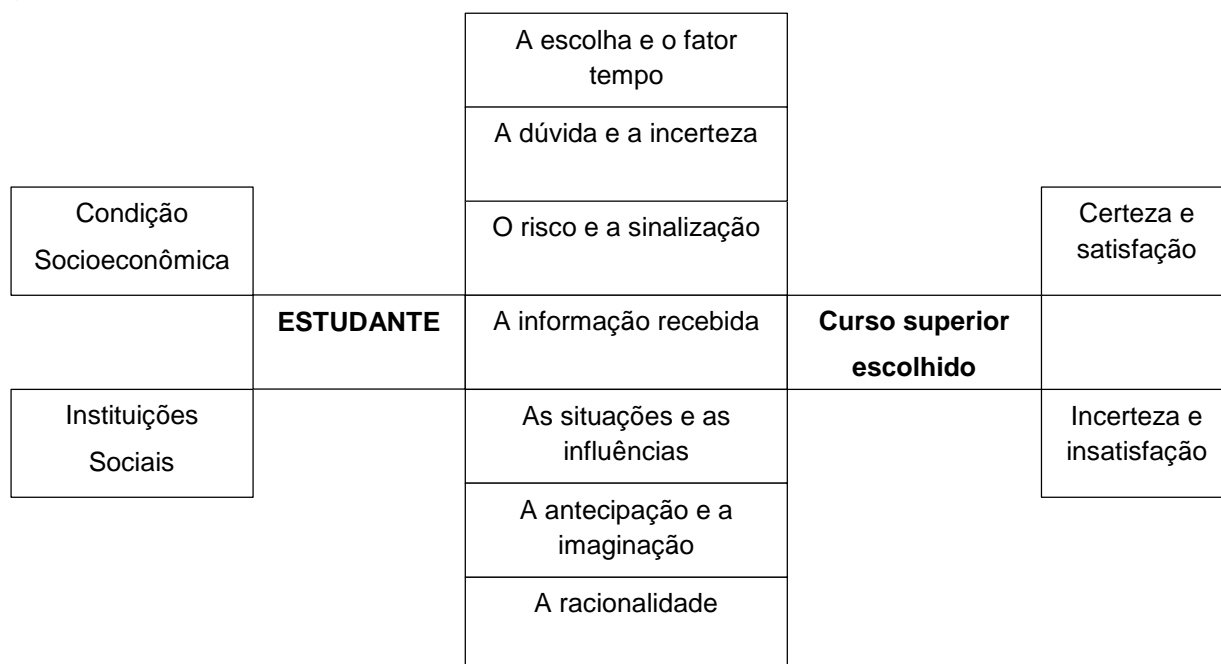 A escolha e o fator
tempo
A dúvida e a incerteza
Condição
Socioeconômica
O risco e a sinalização
Certeza e
satisfação
ESTUDANTE
A informação recebida
Curso superior
escolhido
Instituições
Sociais
As situações e as
influências
Incerteza e
insatisfação
A antecipação e a
imaginação
A racionalidade